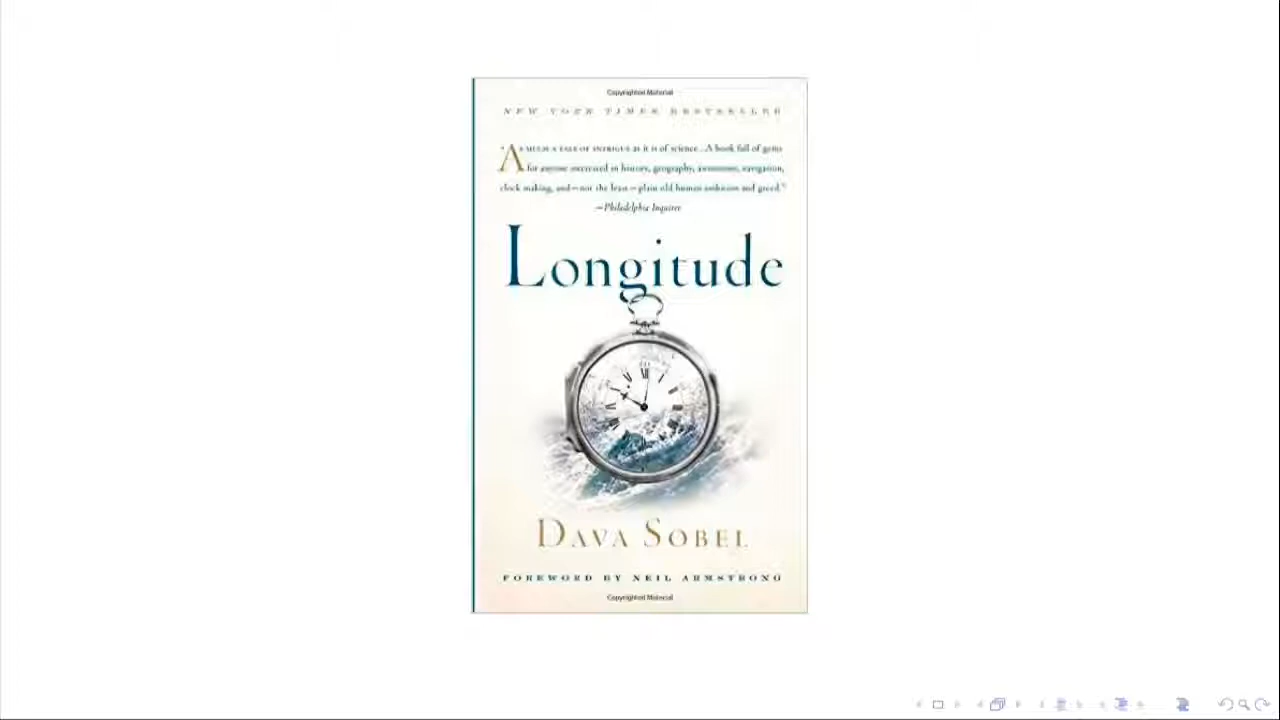 Copyrighted Material
NEW YORK TIMES BESTSELLER
"AS MUCH A TALE OF INTRIGUE as it is of science...A book full of gems
for anyone interested in history, geography, astronomy, navigation,
clock making, and—not the least—plain old human ambition and greed."
—Philadelphia Inquirer
Longitude
DAVA SOBEL
FOREWORD BY NEIL ARMSTRONG
Copyrighted Material